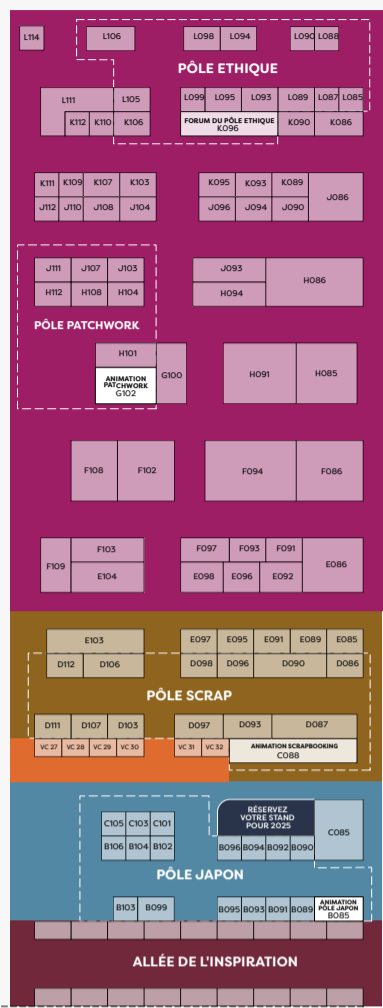 L114
L106
L098
L094
L090
L088
PÔLE ETHIQUE
L111
L105
L099
L095
L093
L089
L087
L085
K112
K110
K106
FORUM DU PÔLE ETHIQUE
K096
K090
K086
K111
K109
K107
K103
K095
K093
K089
J086
J112
J110
J108
J104
J096
J094
J090
J111
J107
J103
J093
H086
H112
H108
H104
H094
PÔLE PATCHWORK
H101
G100
ANIMATION
PATCHWORK
G102
H091
H085
F108
F102
F094
F086
F109
F103
E104
F097
F093
F091
E086
E098
E096
E092
E103
E097
E095
E091
E089
E085
D112
D106
D098
D096
D090
D086
PÔLE SCRAP
D111
D107
D103
D097
D093
D087
VC 27
VC 28
VC 29
VC 30
VC 31
VC 32
ANIMATION SCRAPBOOKING
C088
C105
C103
C101
RÉSERVEZ
VOTRE STAND
POUR 2025
C085
B106
B104
B102
B096
B094
B092
B090
PÔLE JAPON
B103
B099
B095
B093
B091
B089
ANIMATION
PÔLE JAPON
B085
ALLÉE DE L'INSPIRATION